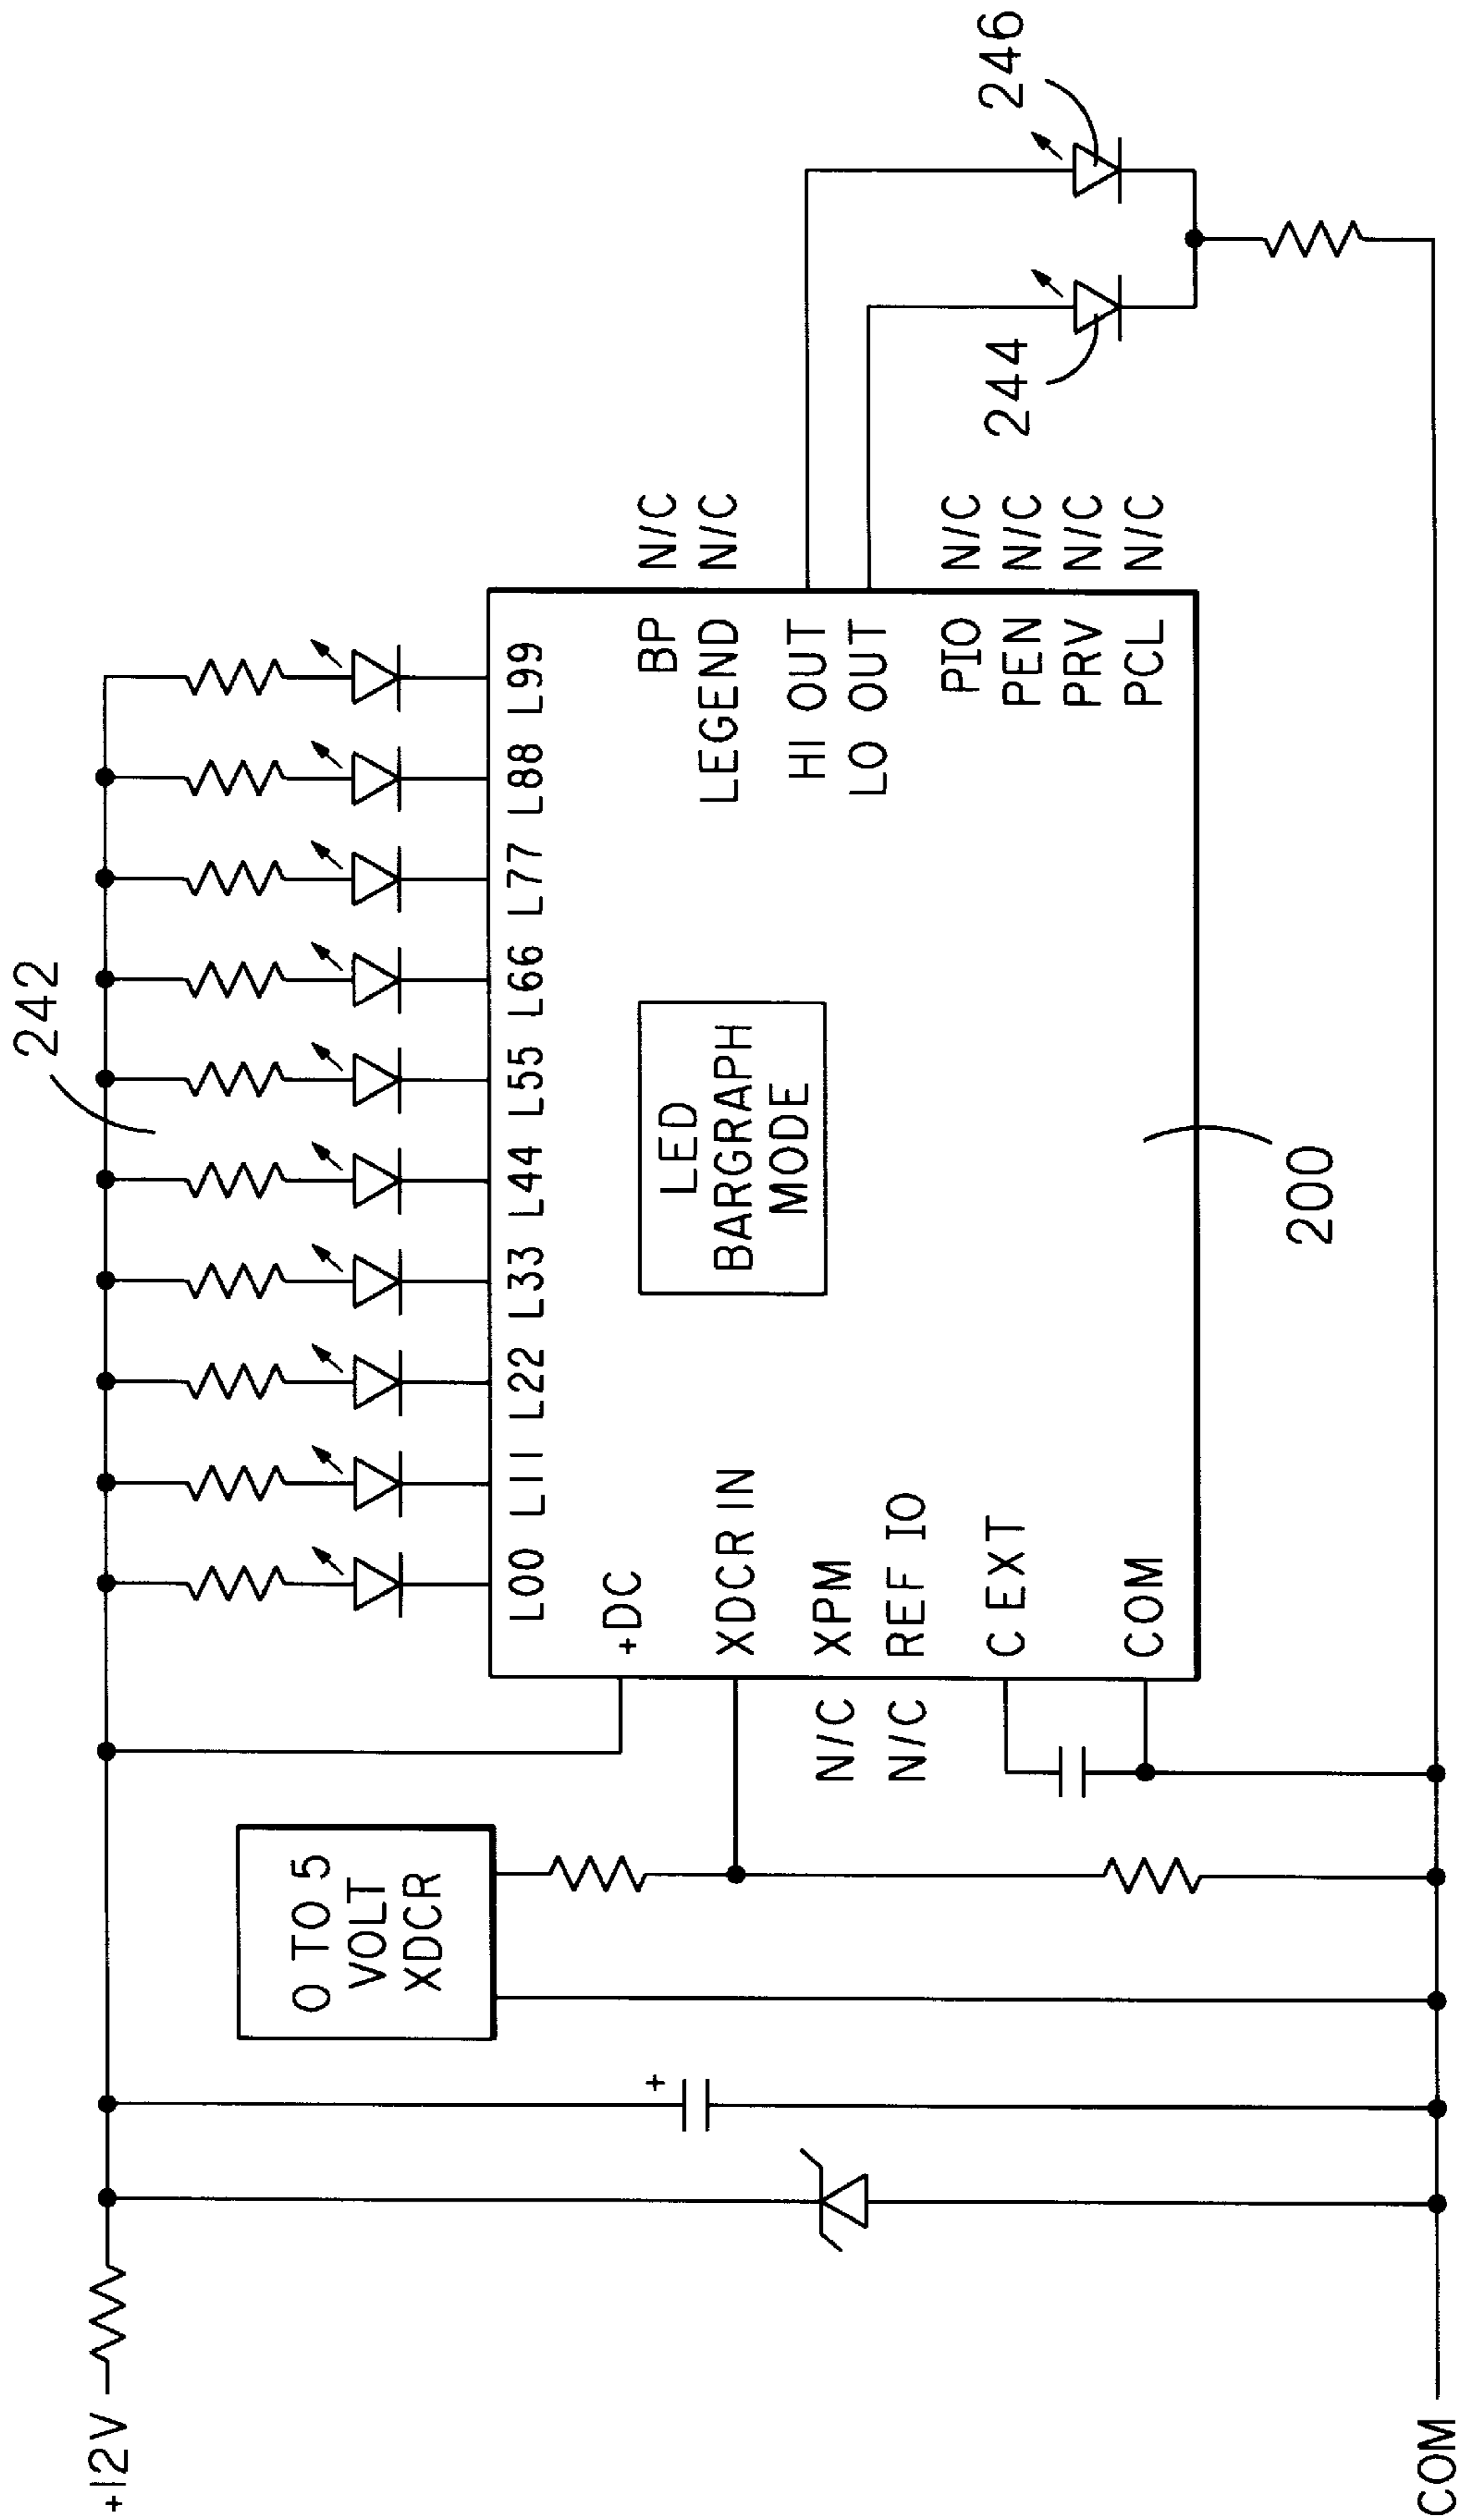 242
+12V
0 TO 5
VOLT
XDCR
L00 L11 L22 L33 L44 L55 L66 L77 L88 L99
+DC
XDCR IN
N/C XPM
N/C REF IO
C EXT
COM
LED
BARGRAPH
MODE
BP N/C
LEGEND N/C
HI OUT
LO OUT
PIO N/C
PEN N/C
PRV N/C
PCL N/C
244
246
200
COM